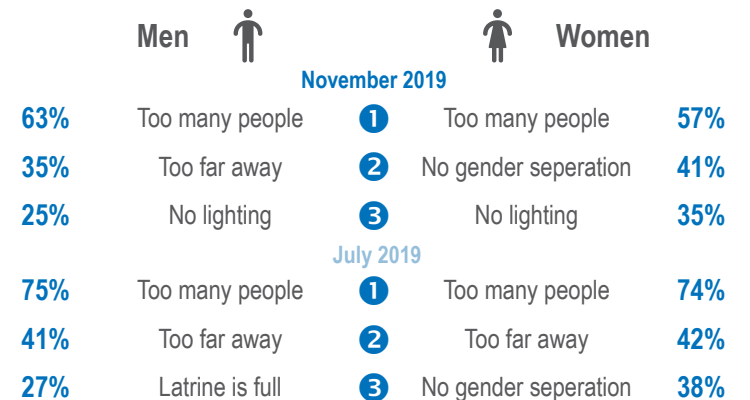 Men Women
November 2019
63% Too many people 1 Too many people 57%
35% Too far away 2 No gender seperation 41%
25% No lighting 3 No lighting 35%
July 2019
75% Too many people 1 Too many people 74%
41% Too far away 2 Too far away 42%
27% Latrine is full 3 No gender seperation 38%